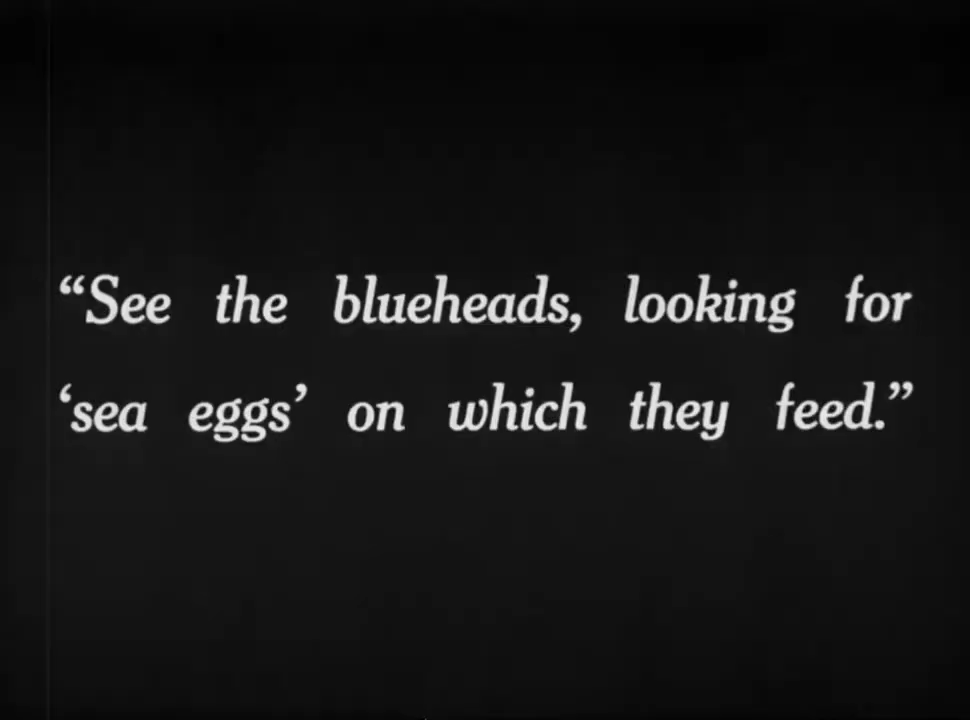 “See the blueheads, looking for
‘sea eggs’ on which they feed.”